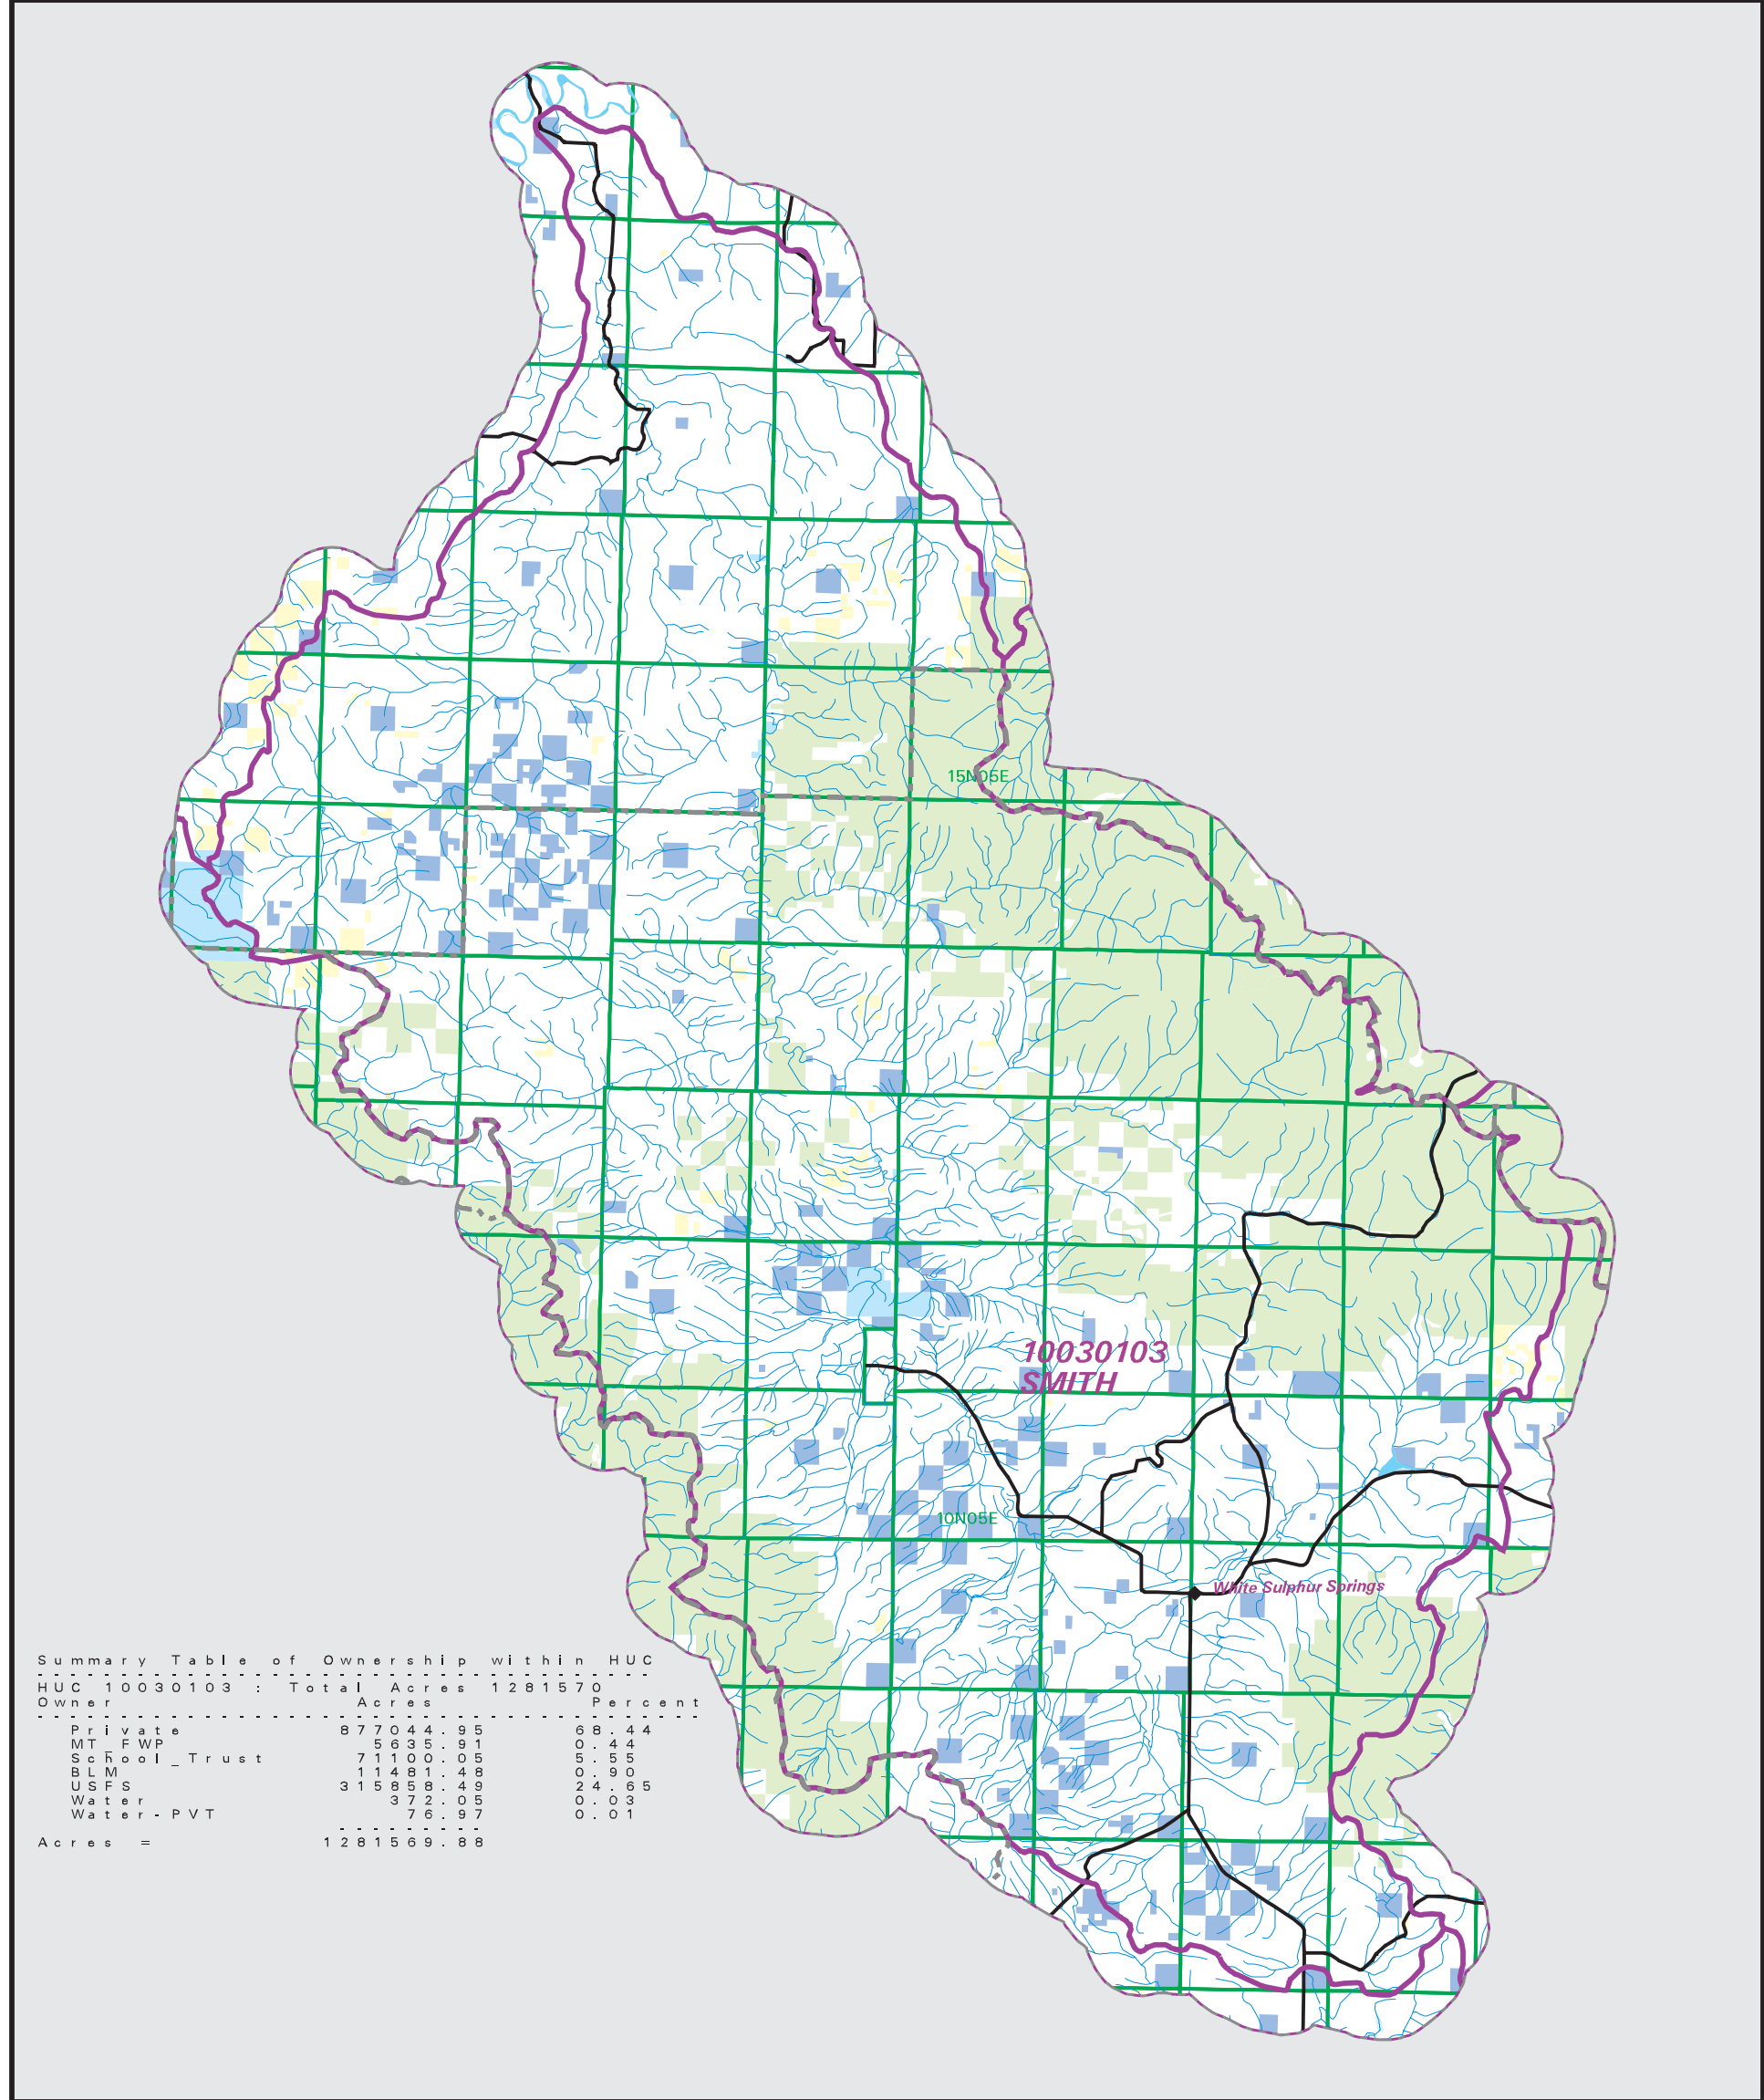 15N05E
10030103
SMITH
10N05E
White Sulphur Springs
Summary Table of Ownership within HUC
HUC 10030103 : Total Acres 1281570
Owner Acres Percent
Private 877044.95 68.44
MT_FWP 5635.91 0.44
School_Trust 71100.05 5.55
BLM 11481.48 0.90
USFS 315858.49 24.65
Water 372.05 0.03
Water-PVT 76.97 0.01
Acres = 1281569.88